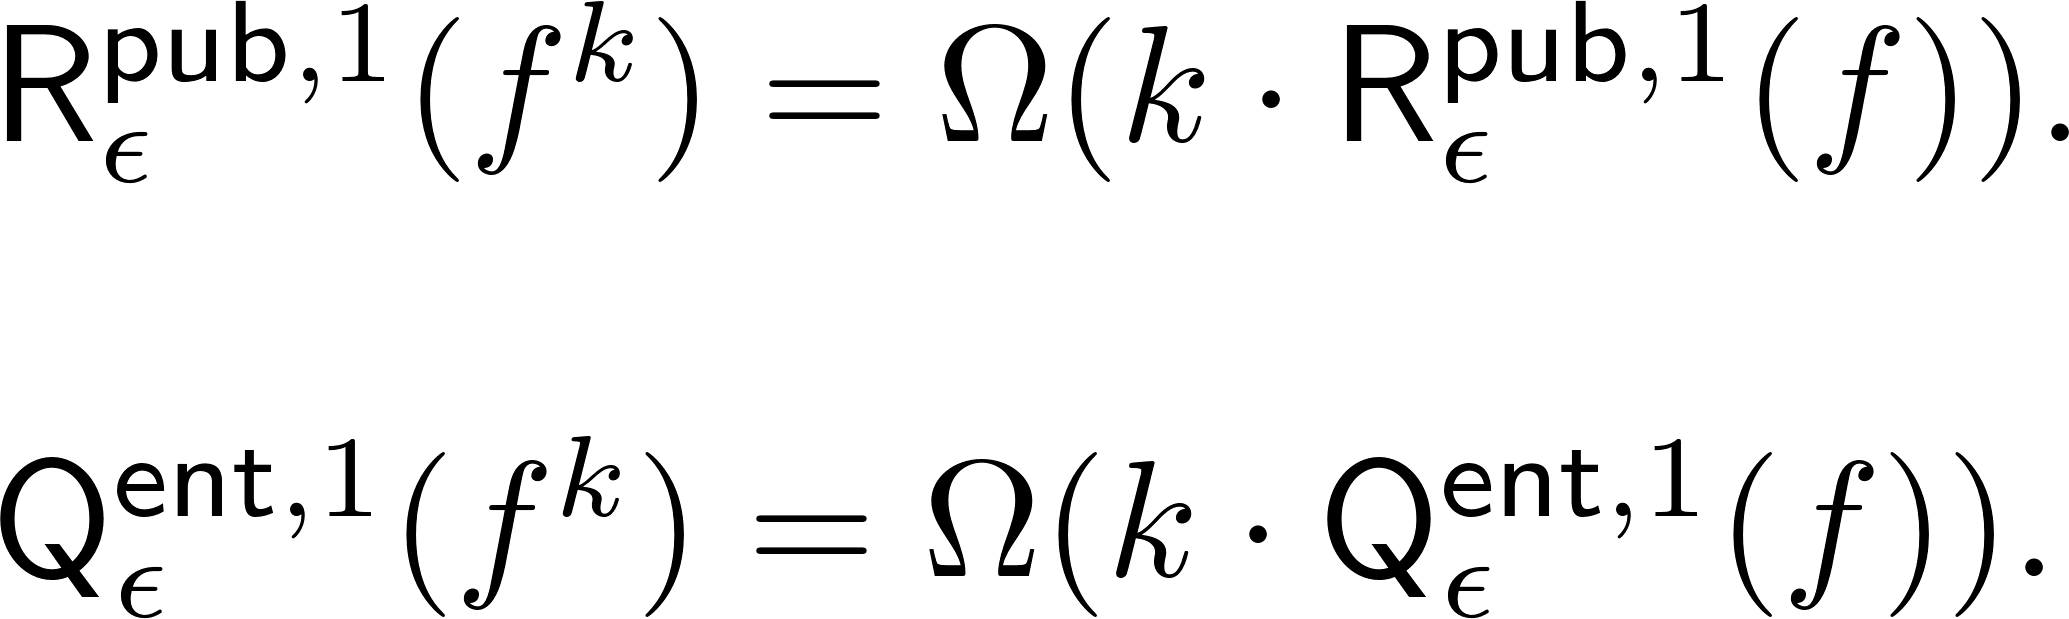 R_ϵ^{pub,1}(f^k) = Ω(k · R_ϵ^{pub,1}(f)).
Q_ϵ^{ent,1}(f^k) = Ω(k · Q_ϵ^{ent,1}(f)).